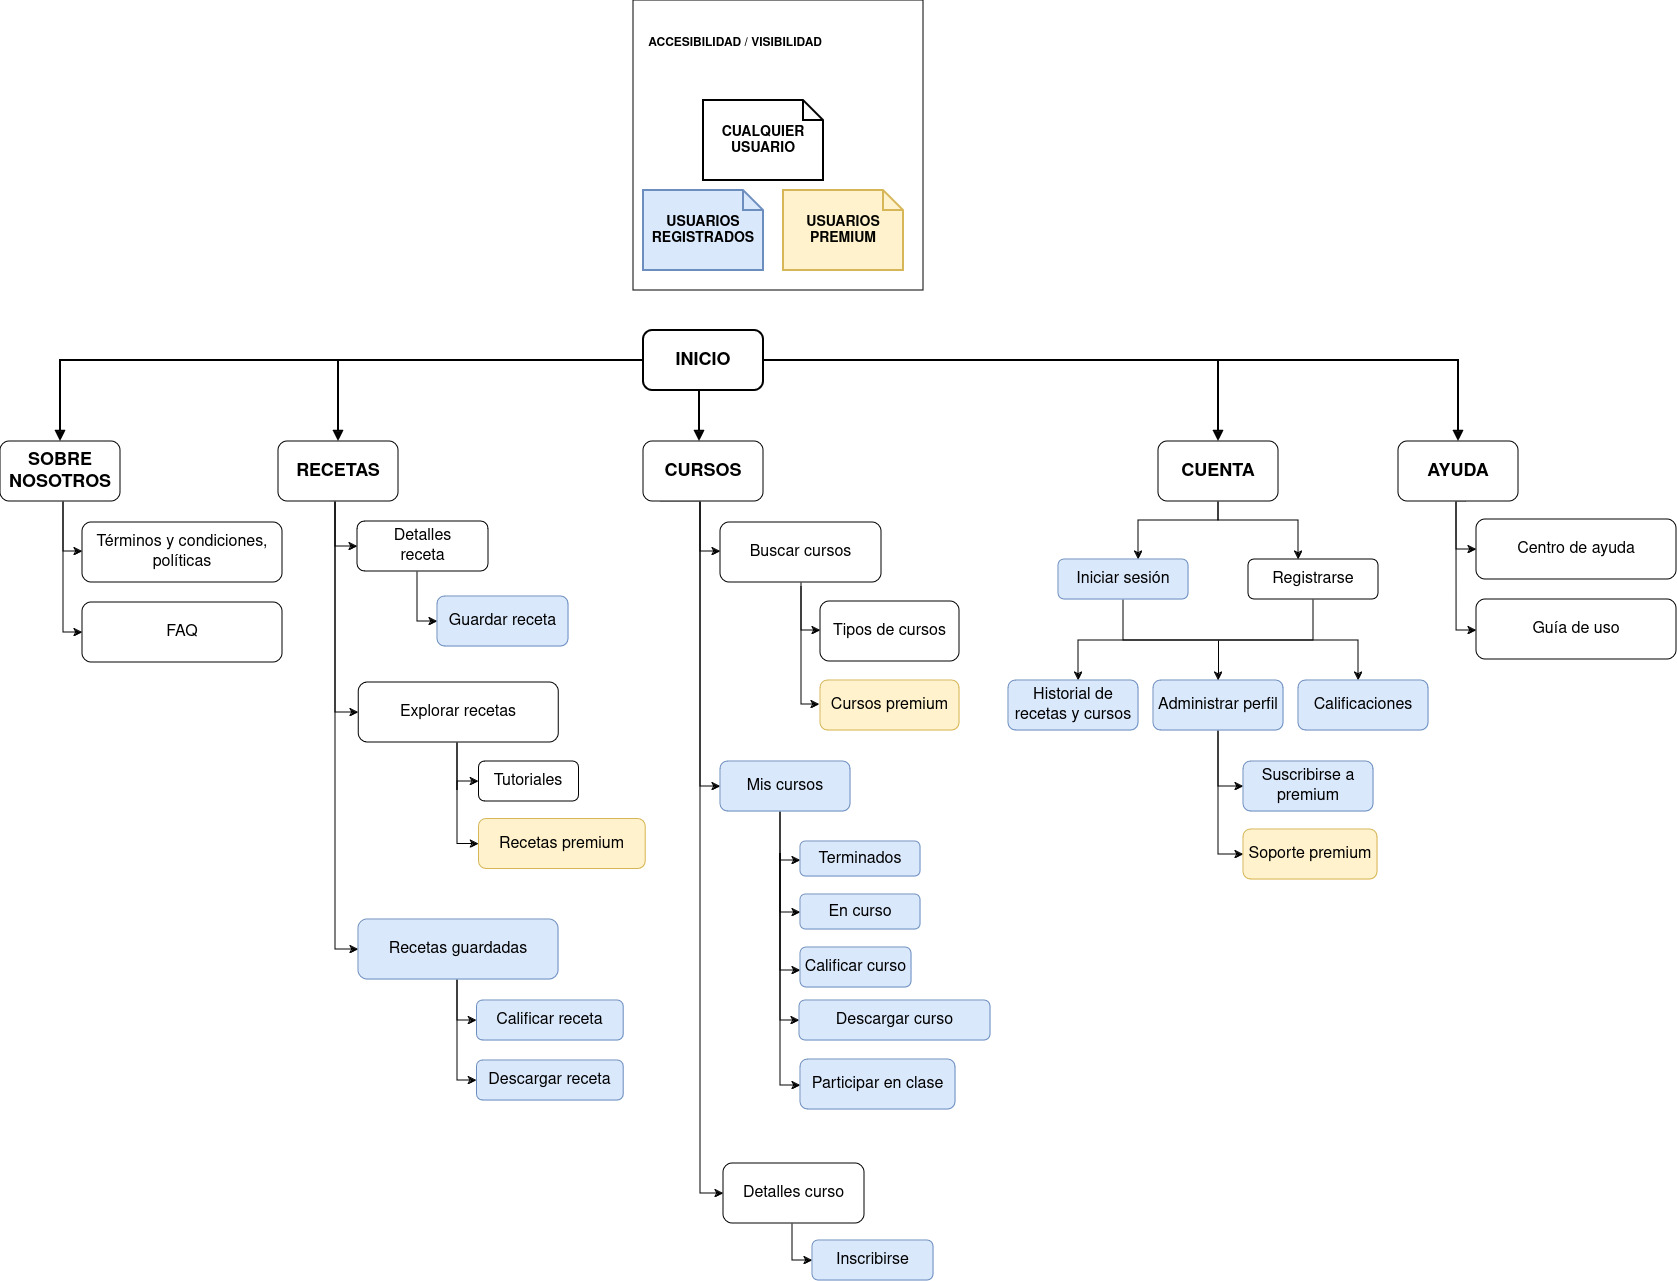 ACCESIBILIDAD / VISIBILIDAD
CUALQUIER
USUARIO
USUARIOS
REGISTRADOS
USUARIOS
PREMIUM
INICIO
SOBRE
NOSOTROS
Términos y condiciones,
políticas
FAQ
RECETAS
Detalles
receta
Guardar receta
Explorar recetas
Tutoriales
Recetas premium
Recetas guardadas
Calificar receta
Descargar receta
CURSOS
Buscar cursos
Tipos de cursos
Cursos premium
Mis cursos
Terminados
En curso
Calificar curso
Descargar curso
Participar en clase
Detalles curso
Inscribirse
CUENTA
Iniciar sesión
Registrarse
Historial de
recetas y cursos
Administrar perfil
Calificaciones
Suscribirse a
premium
Soporte premium
AYUDA
Centro de ayuda
Guía de uso